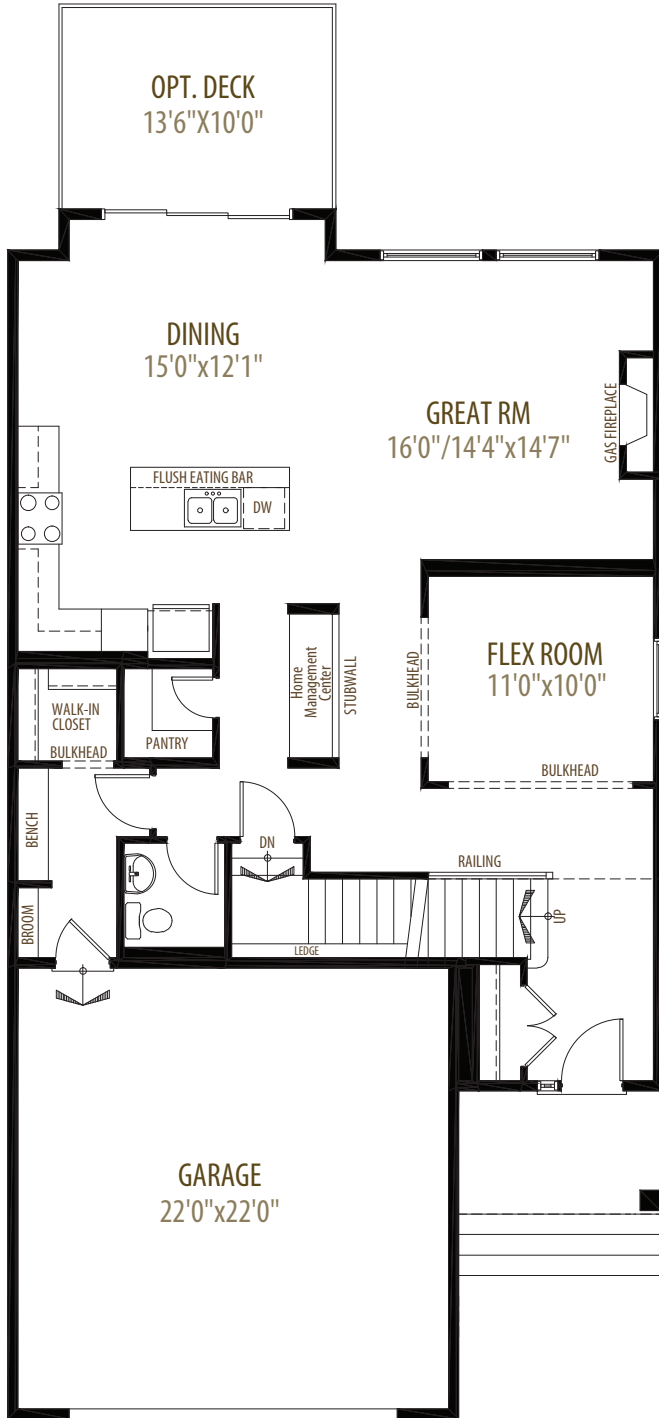 OPT. DECK
13'6"X10'0"
DINING
15'0"x12'1"
GREAT RM
16'0"/14'4"x14'7"
GAS FIREPLACE
FLUSH EATING BAR
DW
Home
Management
Center
STUBWALL
BULKHEAD
FLEX ROOM
11'0"x10'0"
BULKHEAD
WALK-IN
CLOSET
BULKHEAD
PANTRY
BENCH
BROOM
DN
RAILING
UP
LEDGE
GARAGE
22'0"x22'0"